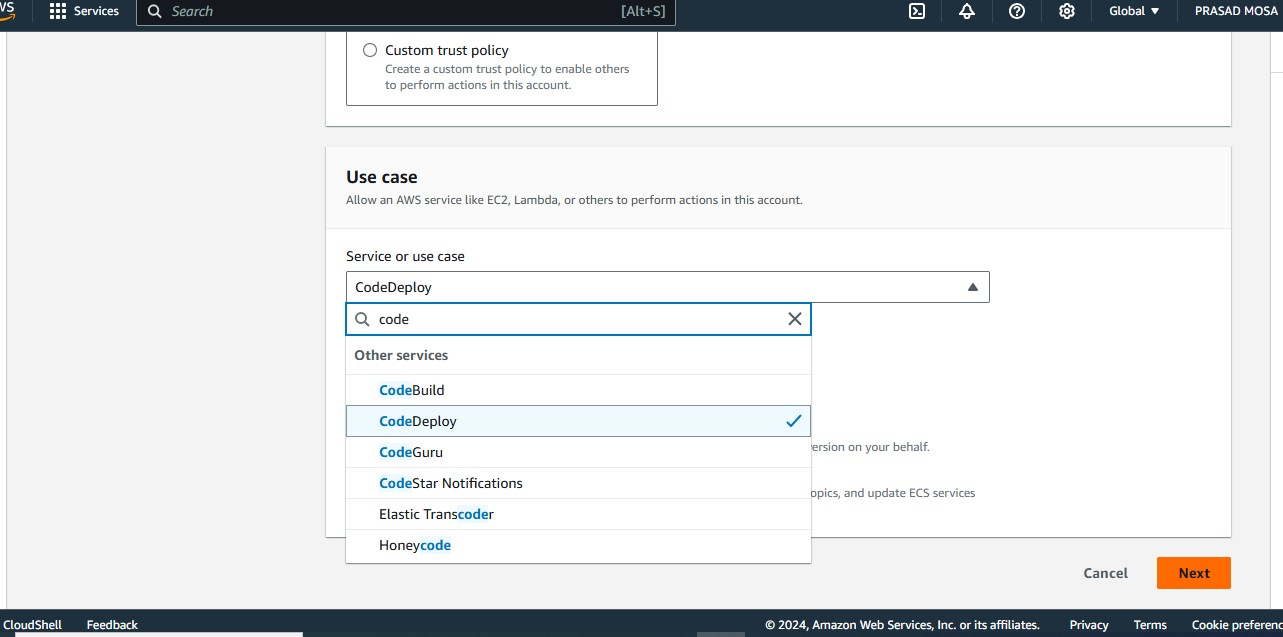 Services
Search
[Alt+S]
Global
PRASAD MOSA
Custom trust policy
Create a custom trust policy to enable others
to perform actions in this account.
Use case
Allow an AWS service like EC2, Lambda, or others to perform actions in this account.
Service or use case
CodeDeploy
code
Other services
CodeBuild
CodeDeploy
CodeGuru
ersion on your behalf.
CodeStar Notifications
opics, and update ECS services
Elastic Transcoder
Honeycode
Cancel
Next
CloudShell
Feedback
© 2024, Amazon Web Services, Inc. or its affiliates.
Privacy
Terms
Cookie preferenc